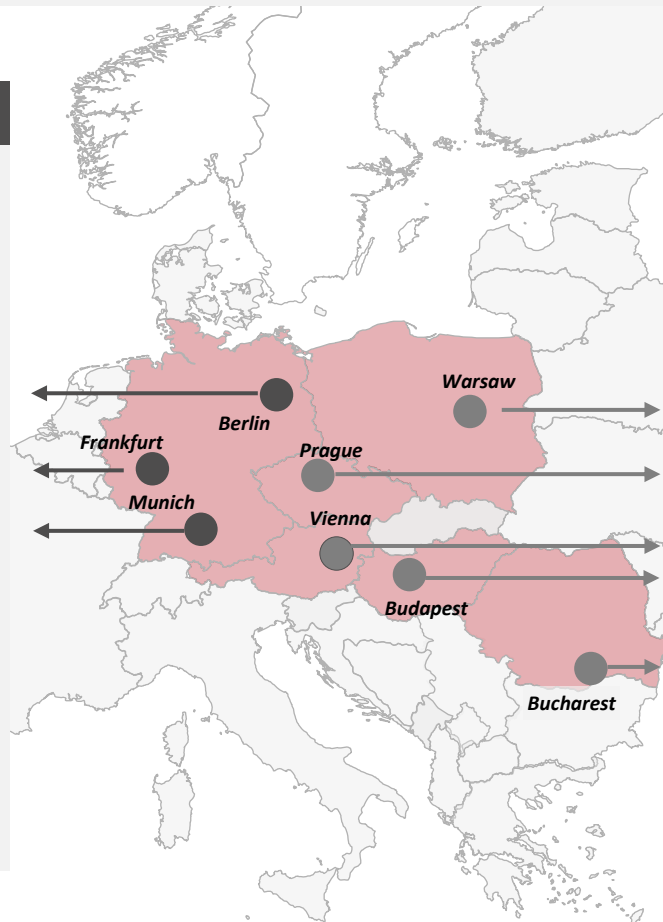 Warsaw
Berlin
Frankfurt
Prague
Munich
Vienna
Budapest
Bucharest